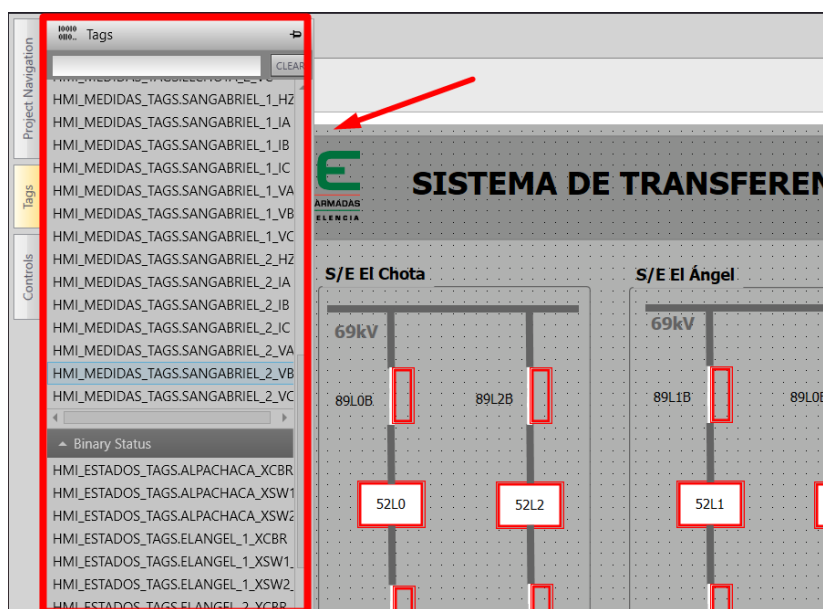 Project Navigation
Tags
Controls
Tags
CLEAR
HMI_MEDIDAS_TAGS.SANGABRIEL_1_HZ
HMI_MEDIDAS_TAGS.SANGABRIEL_1_IA
HMI_MEDIDAS_TAGS.SANGABRIEL_1_IB
HMI_MEDIDAS_TAGS.SANGABRIEL_1_IC
HMI_MEDIDAS_TAGS.SANGABRIEL_1_VA
HMI_MEDIDAS_TAGS.SANGABRIEL_1_VB
HMI_MEDIDAS_TAGS.SANGABRIEL_1_VC
HMI_MEDIDAS_TAGS.SANGABRIEL_2_HZ
HMI_MEDIDAS_TAGS.SANGABRIEL_2_IA
HMI_MEDIDAS_TAGS.SANGABRIEL_2_IB
HMI_MEDIDAS_TAGS.SANGABRIEL_2_IC
HMI_MEDIDAS_TAGS.SANGABRIEL_2_VA
HMI_MEDIDAS_TAGS.SANGABRIEL_2_VB
HMI_MEDIDAS_TAGS.SANGABRIEL_2_VC
Binary Status
HMI_ESTADOS_TAGS.ALPACHACA_XCBR
HMI_ESTADOS_TAGS.ALPACHACA_XSW1
HMI_ESTADOS_TAGS.ALPACHACA_XSW2
HMI_ESTADOS_TAGS.ELANGEL_1_XCBR
HMI_ESTADOS_TAGS.ELANGEL_1_XSW1_
HMI_ESTADOS_TAGS.ELANGEL_1_XSW2_
HMI_ESTADOS_TAGS.ELANGEL_2_XCBR
E
ARMADAS
ELENCIA
SISTEMA DE TRANSFEREN
S/E El Chota
69kV
89L0B
89L2B
52L0
52L2
S/E El Ángel
69kV
89L1B
89L0B
52L1